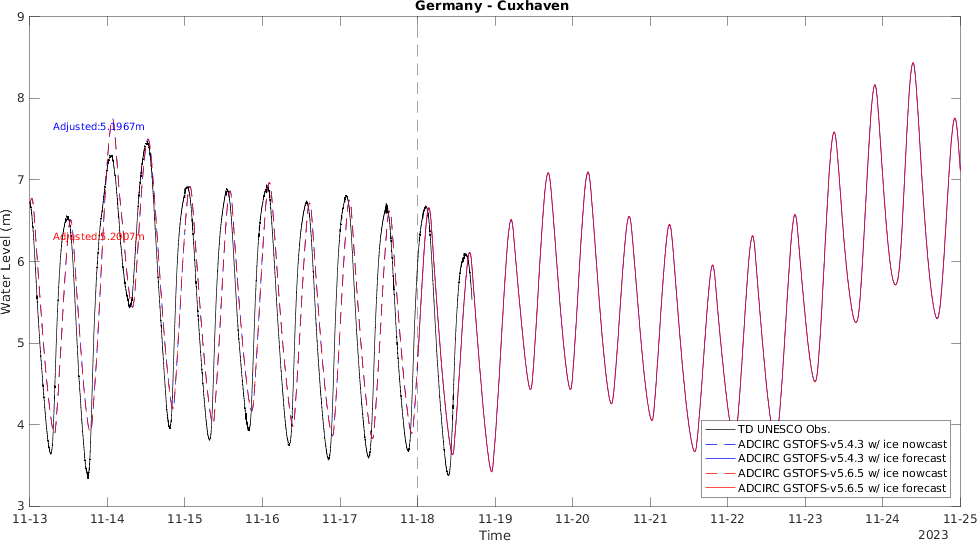 Germany - Cuxhaven
9
8
7
6
5
4
3
Water Level (m)
Adjusted:5.1967m
Adjusted:5.2007m
TD UNESCO Obs.
ADCIRC GSTOFS-v5.4.3 w/ ice nowcast
ADCIRC GSTOFS-v5.4.3 w/ ice forecast
ADCIRC GSTOFS-v5.6.5 w/ ice nowcast
ADCIRC GSTOFS-v5.6.5 w/ ice forecast
11-13 11-14 11-15 11-16 11-17 11-18 11-19 11-20 11-21 11-22 11-23 11-24 11-25
Time
2023